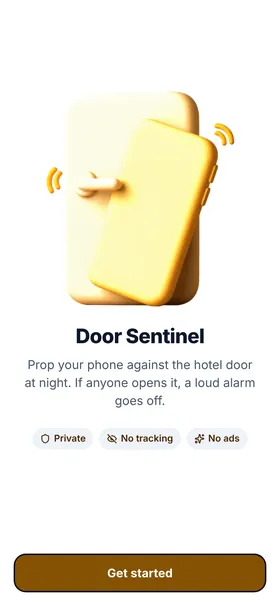 Door Sentinel
Prop your phone against the hotel door
at night. If anyone opens it, a loud alarm
goes off.
Private
No tracking
No ads
Get started